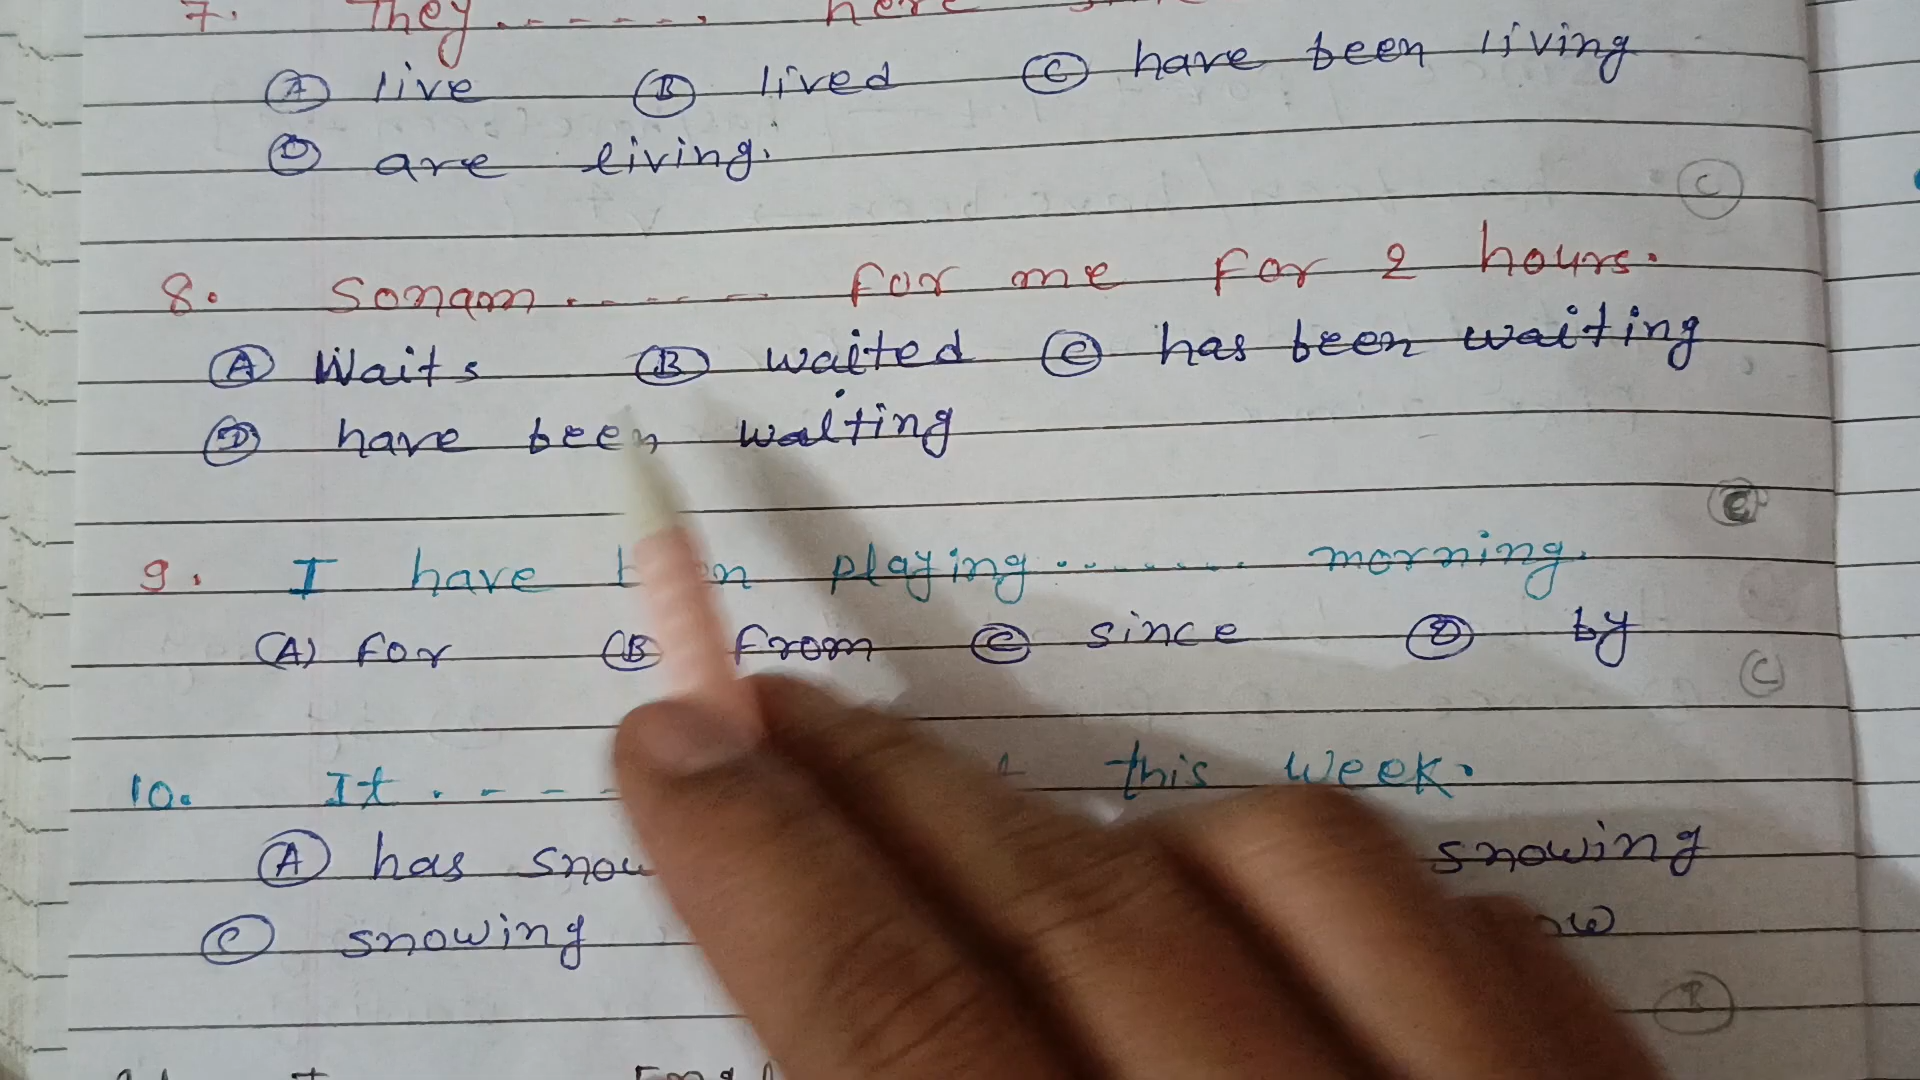 7. They ......
(A) live (B) lived (C) have been living
(D) are living.
(C)
8. Sonam ...... for me for 2 hours.
(A) Waits (B) waited (C) has been waiting
(D) have been waiting
(C)
9. I have playing ....... morning.
(A) for (B) from (C) since (D) by
(C)
10. It .--- this week.
(A) has snowing
(C) snowing
(B)